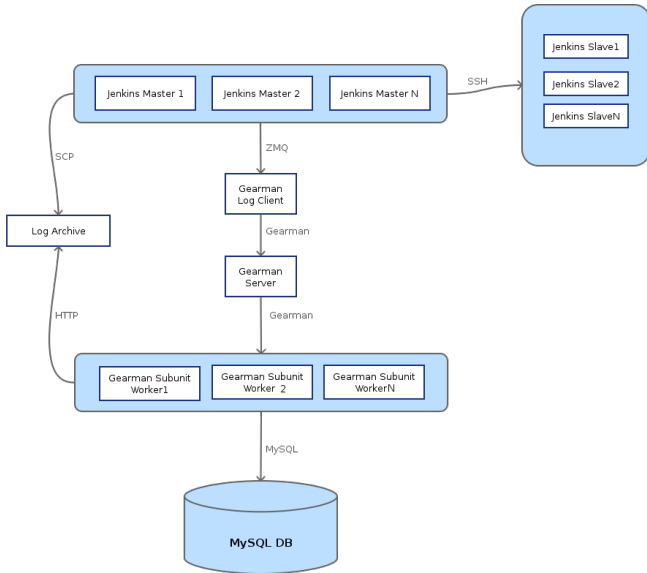 Jenkins Slave1
Jenkins Slave2
Jenkins SlaveN
SSH
Jenkins Master 1
Jenkins Master 2
Jenkins Master N
SCP
ZMQ
Gearman
Log Client
Log Archive
Gearman
Gearman
Server
HTTP
Gearman
Gearman Subunit
Worker1
Gearman Subunit
Worker 2
Gearman Subunit
WorkerN
MySQL
MySQL DB